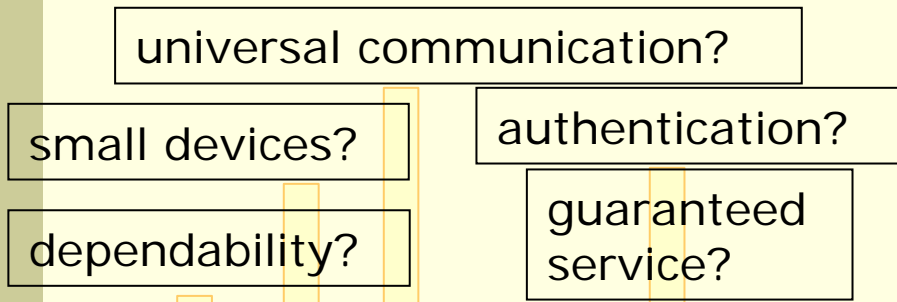 universal communication?
small devices?
authentication?
dependability?
guaranteed
service?